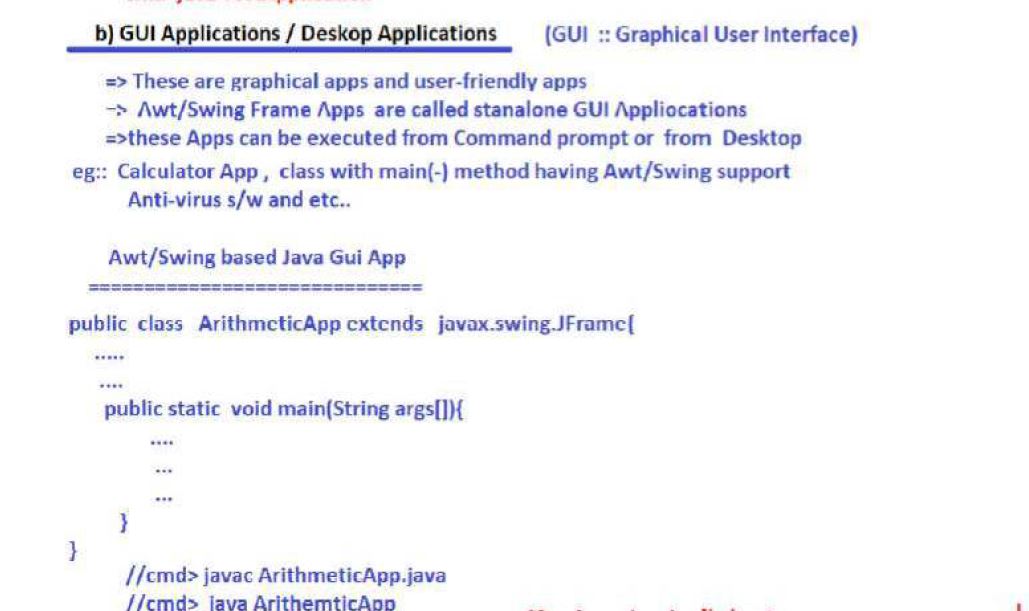 b) GUI Applications / Deskop Applications (GUI :: Graphical User Interface)
=> These are graphical apps and user-friendly apps
-> Awt/Swing Frame Apps are called stanalone GUI Appliocations
=>these Apps can be executed from Command prompt or from Desktop
eg:: Calculator App , class with main(-) method having Awt/Swing support
Anti-virus s/w and etc..
Awt/Swing based Java Gui App
==============================
public class ArithmeticApp extends javax.swing.JFrame{
.....
....
public static void main(String args[]){
....
...
...
}
}
//cmd> javac ArithmeticApp.java
//cmd> java ArithemticApp